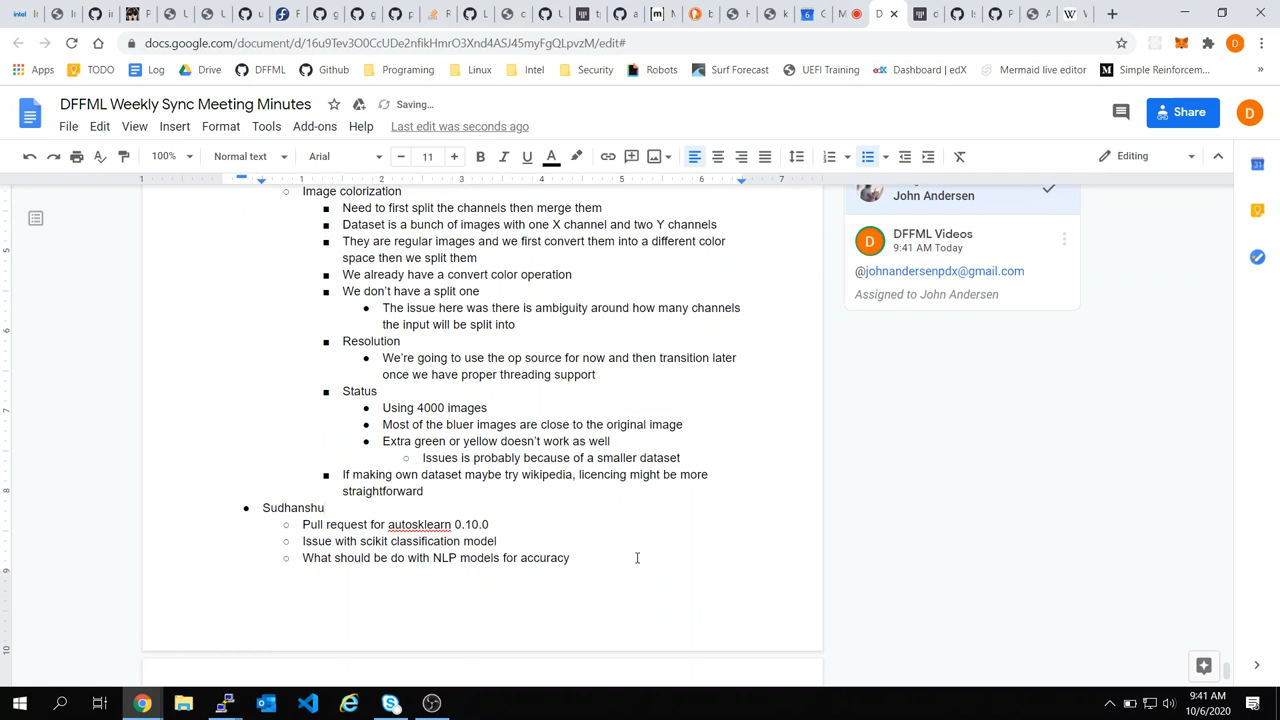 intel
docs.google.com/document/d/16u9Tev3O0CcUDe2nfikHmrO3Xnd4ASJ45myFgQLpvzM/edit#
Apps TODO Log Drive DFFML Github Programing Linux Intel Security Robots Surf Forecast UEFI Training Dashboard | edX Mermaid live editor Simple Reinforcem...
DFFML Weekly Sync Meeting Minutes Saving...
File Edit View Insert Format Tools Add-ons Help Last edit was seconds ago
Share
100% Normal text Arial 11 Editing
1 1 2 3 4 5 6 7
Image colorization
Need to first split the channels then merge them
Dataset is a bunch of images with one X channel and two Y channels
They are regular images and we first convert them into a different color
space then we split them
We already have a convert color operation
We don't have a split one
The issue here was there is ambiguity around how many channels
the input will be split into
Resolution
We're going to use the op source for now and then transition later
once we have proper threading support
Status
Using 4000 images
Most of the bluer images are close to the original image
Extra green or yellow doesn't work as well
Issues is probably because of a smaller dataset
If making own dataset maybe try wikipedia, licencing might be more
straightforward
Sudhanshu
Pull request for autosklearn 0.10.0
Issue with scikit classification model
What should be do with NLP models for accuracy
John Andersen
D DFFML Videos
9:41 AM Today
@johnandersenpdx@gmail.com
Assigned to John Andersen
9:41 AM
10/6/2020